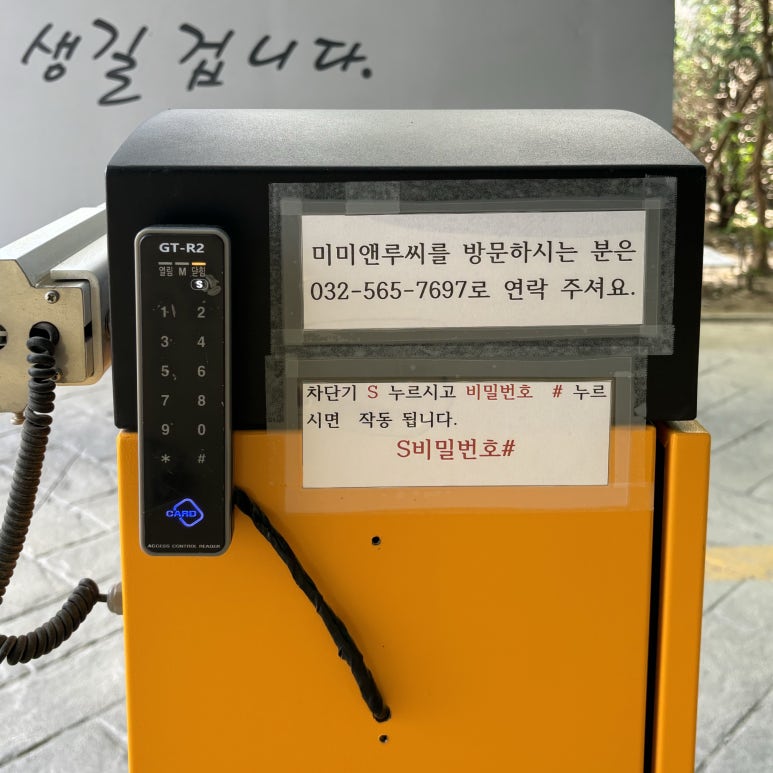 생길 겁니다.
GT-R2
열림 M 닫힘
S
1 2
3 4
5 6
7 8
9 0
* #
CARD
ACCESS CONTROL READER
미미앤루씨를 방문하시는 분은
032-565-7697로 연락 주셔요.
차단기 S 누르시고 비밀번호 # 누르
시면 작동 됩니다.
S비밀번호#